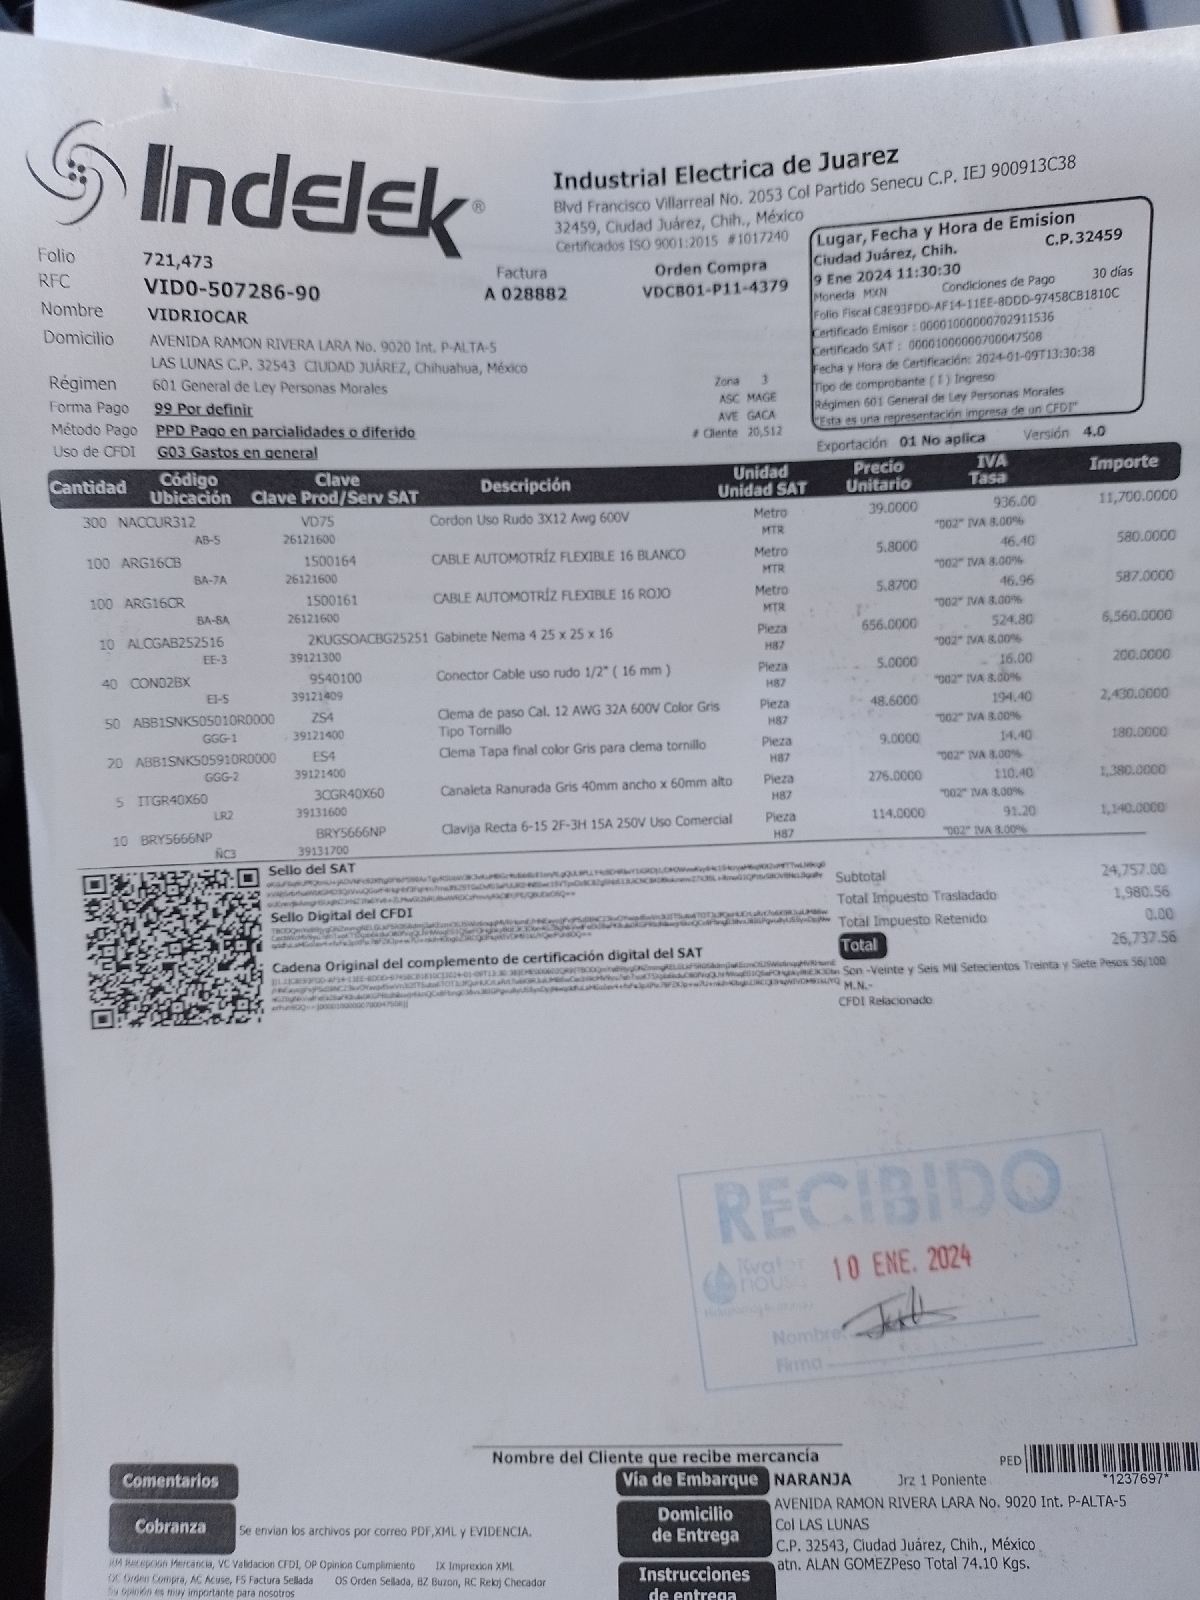 Indelek®
Industrial Electrica de Juarez
Blvd Francisco Villarreal No. 2053 Col Partido Senecu C.P. IEJ 900913C38
32459, Ciudad Juárez, Chih., México
Certificados ISO 9001:2015 #1017240
Lugar, Fecha y Hora de Emision
Ciudad Juárez, Chih. C.P.32459
9 Ene 2024 11:30:30
Moneda MXN Condiciones de Pago 30 días
Folio Fiscal C8E93FDD-AF14-11EE-8DDD-97458CB1810C
Certificado Emisor : 00001000000702911536
Certificado SAT : 00001000000700047508
Fecha y Hora de Certificación: 2024-01-09T13:30:38
Tipo de comprobante ( I ) Ingreso
Régimen 601 General de Ley Personas Morales
"Esta es una representación impresa de un CFDI"
Exportación 01 No aplica Versión 4.0
Folio 721,473
RFC VID0-507286-90
Factura
A 028882
Orden Compra
VDCB01-P11-4379
Nombre VIDRIOCAR
Domicilio AVENIDA RAMON RIVERA LARA No. 9020 Int. P-ALTA-5
LAS LUNAS C.P. 32543 CIUDAD JUÁREZ, Chihuahua, México
Régimen 601 General de Ley Personas Morales
Forma Pago 99 Por definir
Método Pago PPD Pago en parcialidades o diferido
Uso de CFDI G03 Gastos en general
Zona 3
ASC MAGE
AVE GACA
# Cliente 20,512
Cantidad Código Ubicación Clave Clave Prod/Serv SAT Descripción Unidad Unidad SAT Precio Unitario IVA Tasa Importe
300 NACCUR312 VD75 Cordon Uso Rudo 3X12 Awg 600V Metro 39.0000 936.00 11,700.0000
AB-5 26121600 MTR "002" IVA 8.00%
100 ARG16CB 1500164 CABLE AUTOMOTRÍZ FLEXIBLE 16 BLANCO Metro 5.8000 46.40 580.0000
BA-7A 26121600 MTR "002" IVA 8.00%
100 ARG16CR 1500161 CABLE AUTOMOTRÍZ FLEXIBLE 16 ROJO Metro 5.8700 46.96 587.0000
BA-8A 26121600 MTR "002" IVA 8.00%
10 ALCGAB252516 2KUGSOACBG25251 Gabinete Nema 4 25 x 25 x 16 Pieza 656.0000 524.80 6,560.0000
EE-3 39121300 H87 "002" IVA 8.00%
40 CON02BX 9540100 Conector Cable uso rudo 1/2" ( 16 mm ) Pieza 5.0000 16.00 200.0000
EI-5 39121409 H87 "002" IVA 8.00%
50 ABB1SNK505010R0000 ZS4 Clema de paso Cal. 12 AWG 32A 600V Color Gris Pieza 48.6000 194.40 2,430.0000
GGG-1 39121400 Tipo Tornillo H87 "002" IVA 8.00%
20 ABB1SNK505910R0000 ES4 Clema Tapa final color Gris para clema tornillo Pieza 9.0000 14.40 180.0000
GGG-2 39121400 H87 "002" IVA 8.00%
5 ITGR40X60 3CGR40X60 Canaleta Ranurada Gris 40mm ancho x 60mm alto Pieza 276.0000 110.40 1,380.0000
LR2 39131600 H87 "002" IVA 8.00%
10 BRY5666NP BRY5666NP Clavija Recta 6-15 2F-3H 15A 250V Uso Comercial Pieza 114.0000 91.20 1,140.0000
ÑC3 39131700 H87 "002" IVA 8.00%
Sello del SAT
Sello Digital del CFDI
Cadena Original del complemento de certificación digital del SAT
Subtotal 24,757.00
Total Impuesto Trasladado 1,980.56
Total Impuesto Retenido 0.00
Total 26,737.56
Son -Veinte y Seis Mil Setecientos Treinta y Siete Pesos 56/100
M.N.-
CFDI Relacionado
RECIBIDO
10 ENE. 2024
Nombre
Firma
Nombre del Cliente que recibe mercancía
PED *1237697*
Comentarios
Cobranza Se envian los archivos por correo PDF,XML y EVIDENCIA.
RM Recepción Mercancia, VC Validacion CFDI, OP Opinion Cumplimiento IX Imprexion XML
OC Orden Compra, AC Acuse, FS Factura Sellada OS Orden Sellada, BZ Buzon, RC Reloj Checador
Su opinión es muy importante para nosotros
Vía de Embarque NARANJA Jrz 1 Poniente
Domicilio de Entrega AVENIDA RAMON RIVERA LARA No. 9020 Int. P-ALTA-5
Col LAS LUNAS
C.P. 32543, Ciudad Juárez, Chih., México
atn. ALAN GOMEZPeso Total 74.10 Kgs.
Instrucciones de entrega